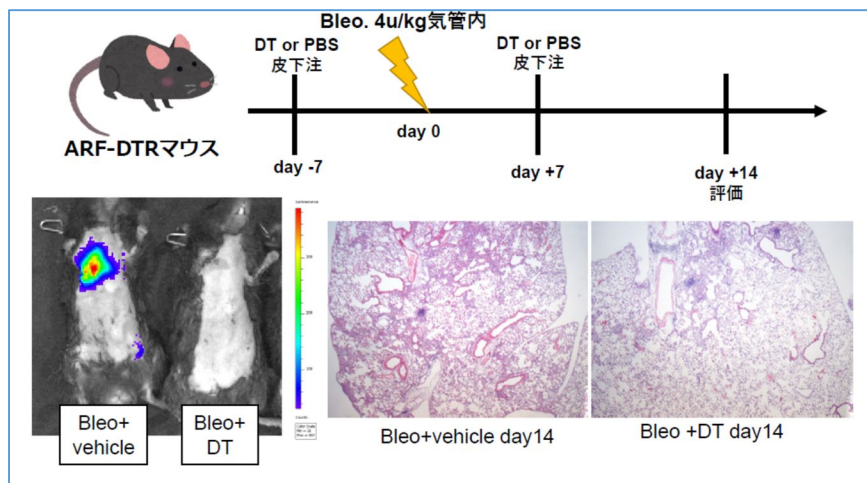 Bleo. 4u/kg気管内
DT or PBS
皮下注
DT or PBS
皮下注
ARF-DTRマウス
day -7
day 0
day +7
day +14
評価
Bleo+
vehicle
Bleo+
DT
Bleo+vehicle day14
Bleo +DT day14